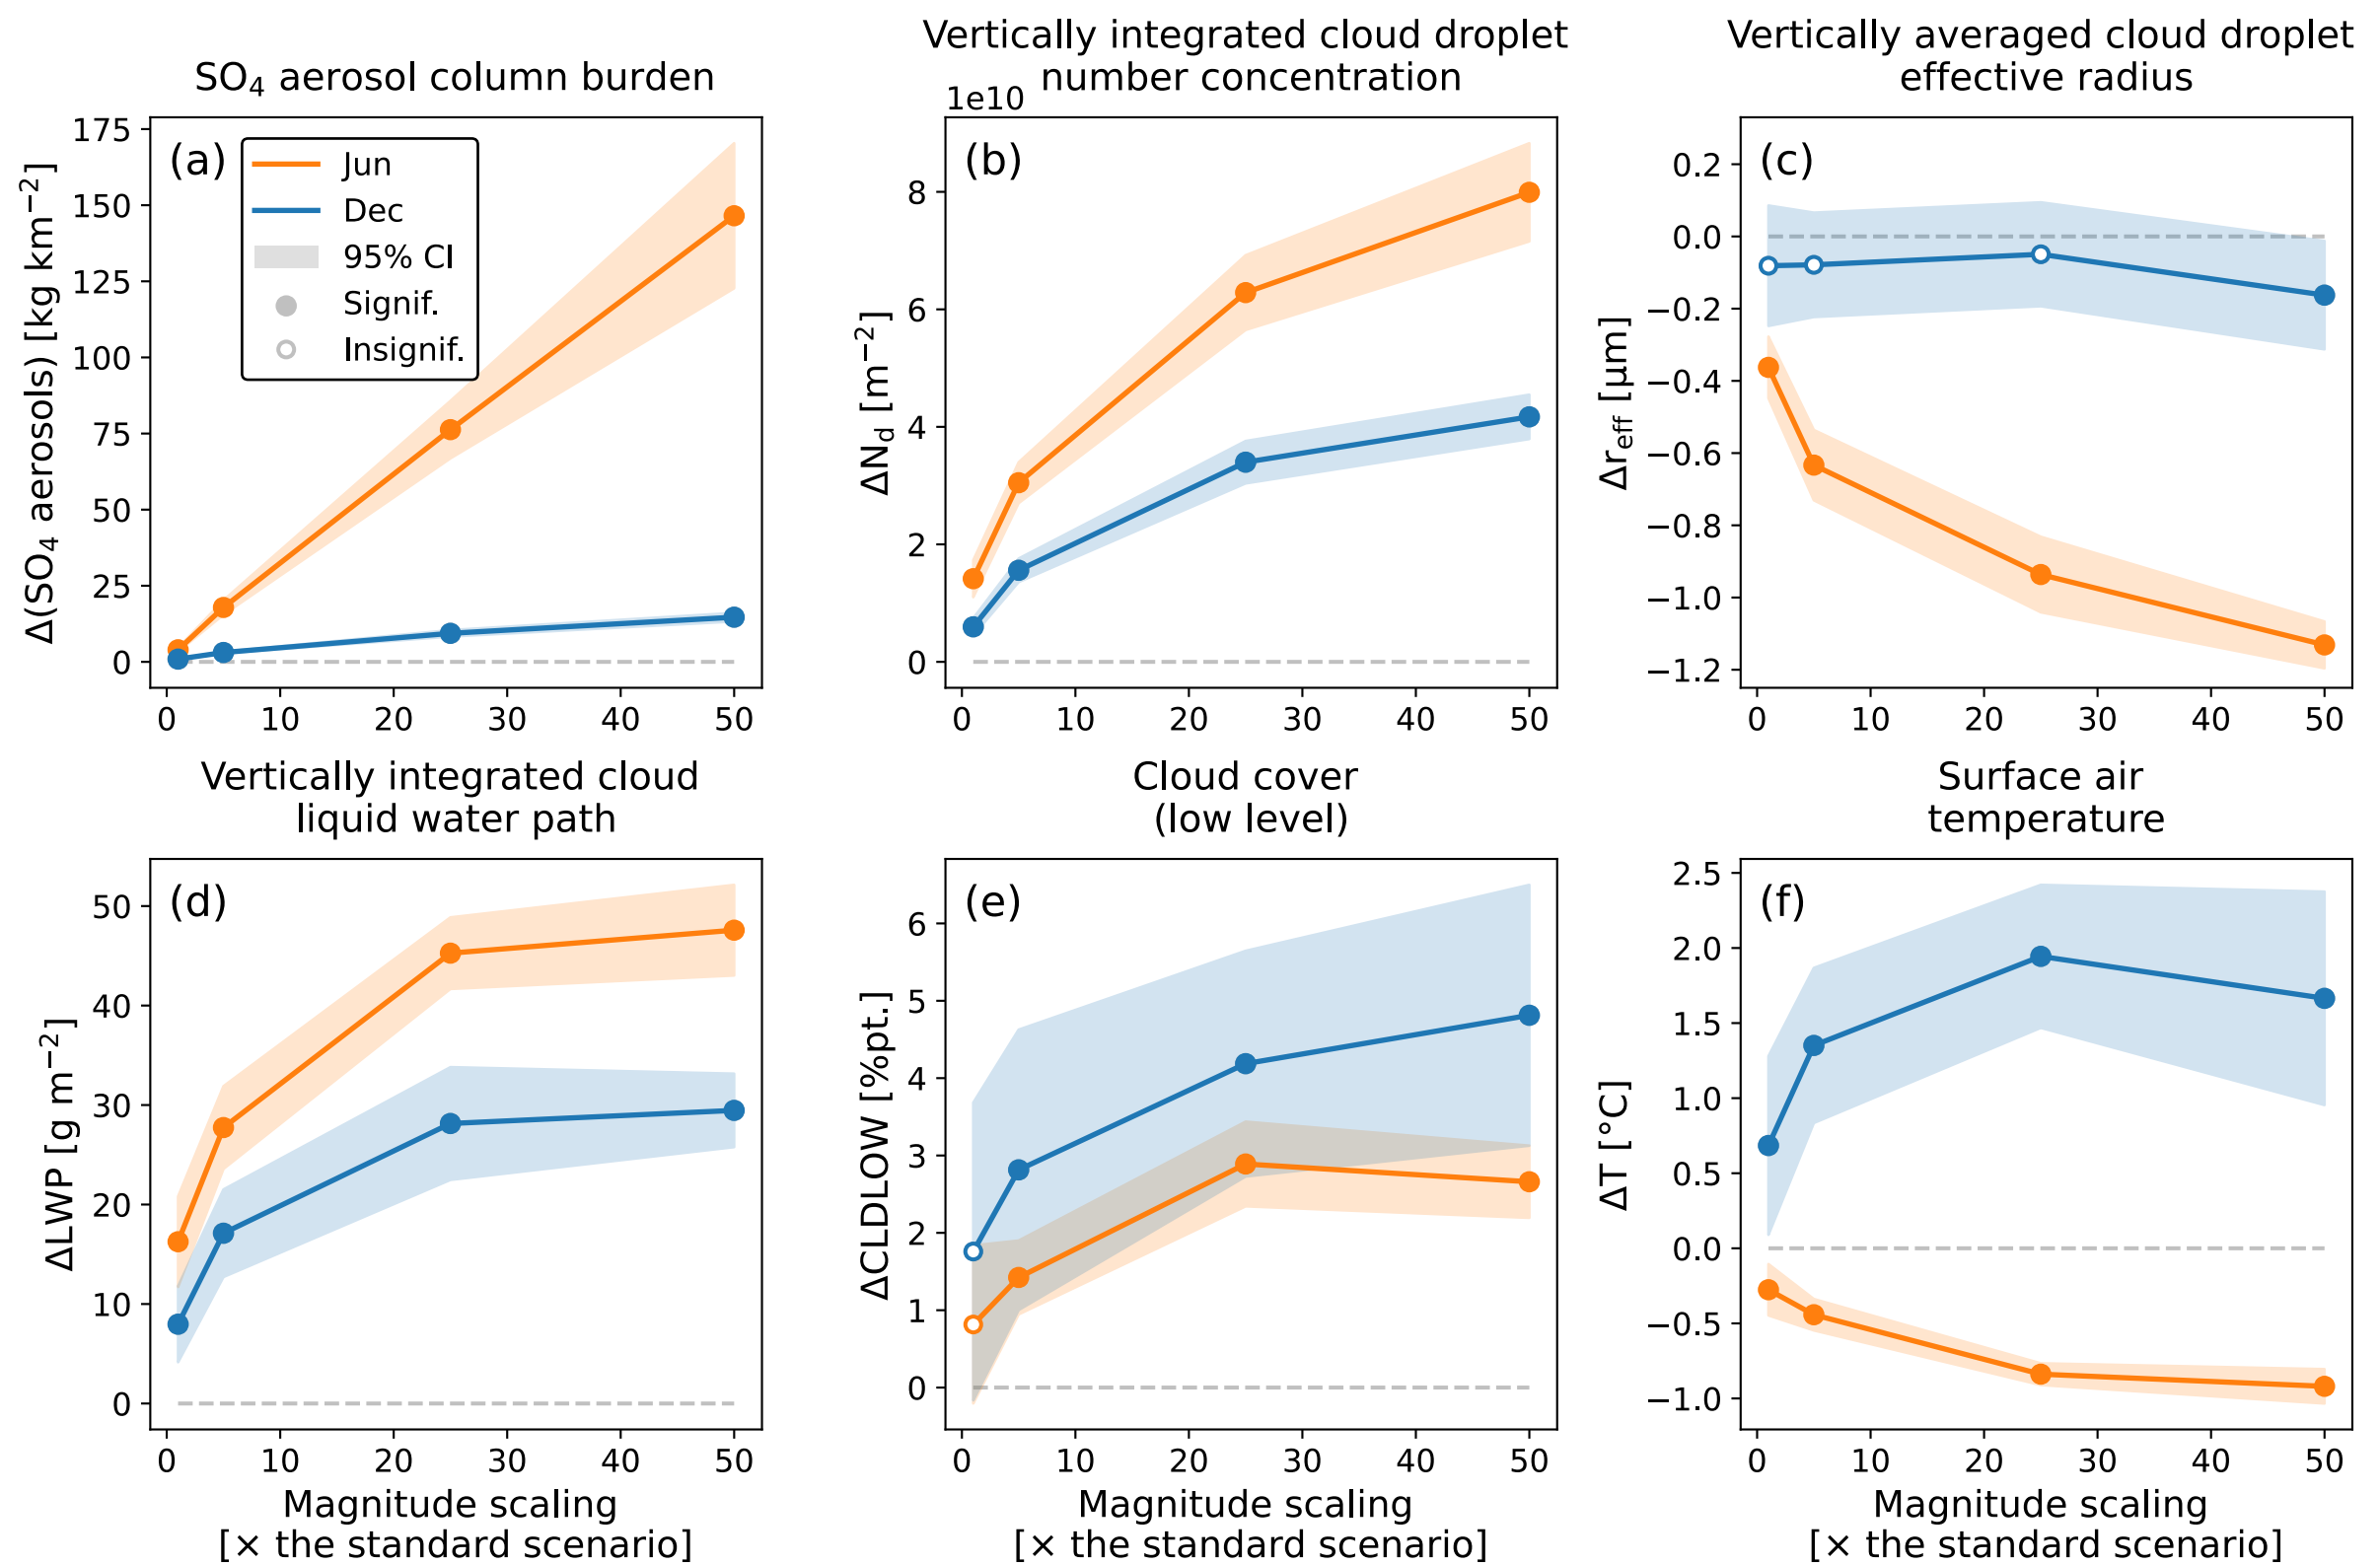 SO4 aerosol column burden
Δ(SO4 aerosols) [kg km−2]
175
150
125
100
75
50
25
0
(a)
Jun
Dec
95% CI
Signif.
Insignif.
0 10 20 30 40 50
Vertically integrated cloud droplet
number concentration
1e10
ΔNd [m−2]
8
6
4
2
0
(b)
0 10 20 30 40 50
Vertically averaged cloud droplet
effective radius
Δreff [μm]
0.2
0.0
−0.2
−0.4
−0.6
−0.8
−1.0
−1.2
(c)
0 10 20 30 40 50
Vertically integrated cloud
liquid water path
ΔLWP [g m−2]
50
40
30
20
10
0
(d)
0 10 20 30 40 50
Magnitude scaling
[× the standard scenario]
Cloud cover
(low level)
ΔCLDLOW [%pt.]
6
5
4
3
2
1
0
(e)
0 10 20 30 40 50
Magnitude scaling
[× the standard scenario]
Surface air
temperature
ΔT [°C]
2.5
2.0
1.5
1.0
0.5
0.0
−0.5
−1.0
(f)
0 10 20 30 40 50
Magnitude scaling
[× the standard scenario]